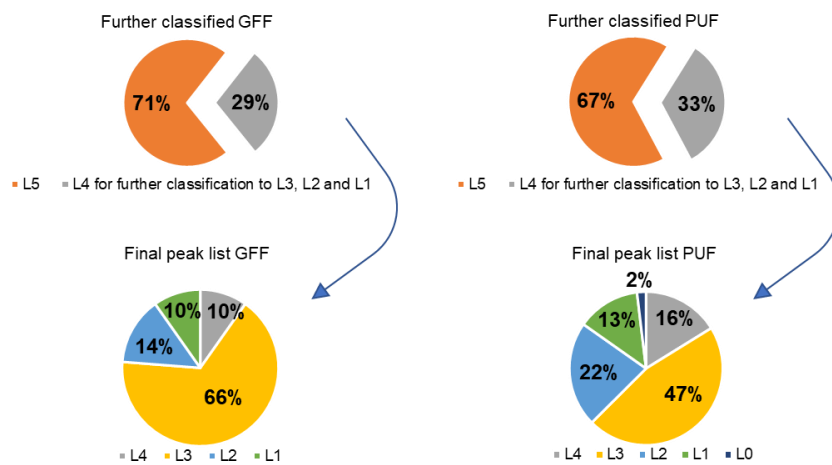 Further classified GFF
71%
29%
L5 L4 for further classification to L3, L2 and L1
Further classified PUF
67%
33%
L5 L4 for further classification to L3, L2 and L1
Final peak list GFF
10%
10%
14%
66%
L4 L3 L2 L1
Final peak list PUF
2%
13%
16%
22%
47%
L4 L3 L2 L1 L0